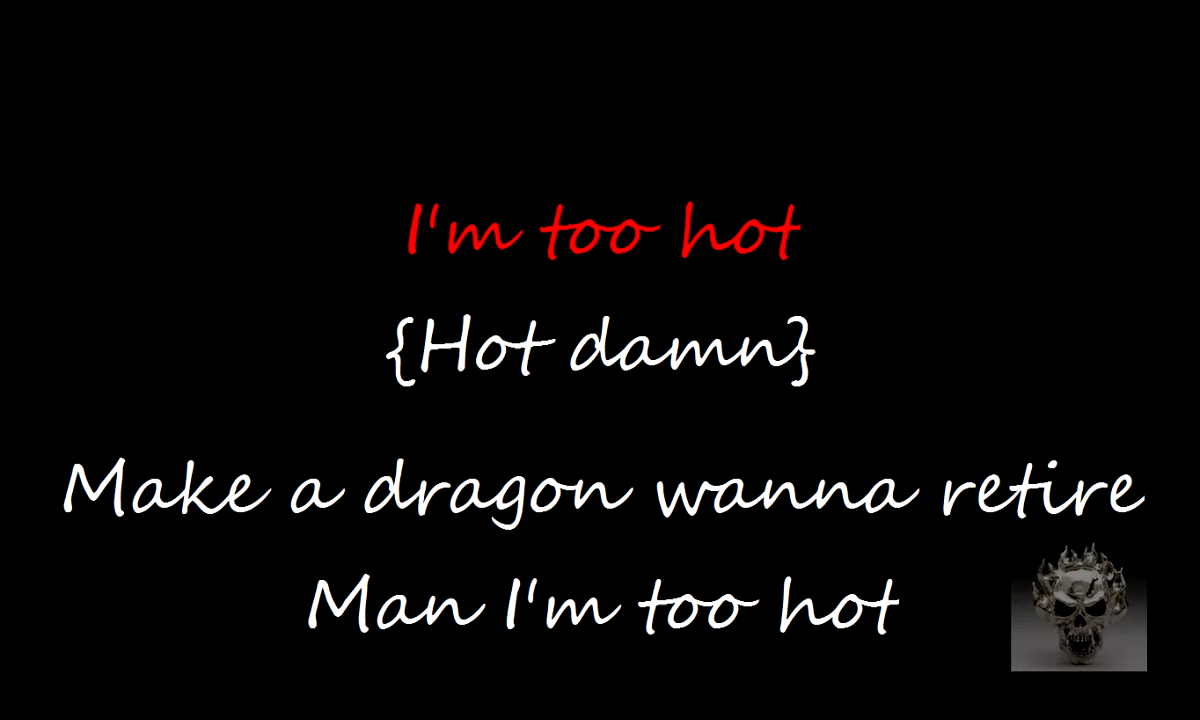 I'm too hot
{Hot damn}
Make a dragon wanna retire
Man I'm too hot